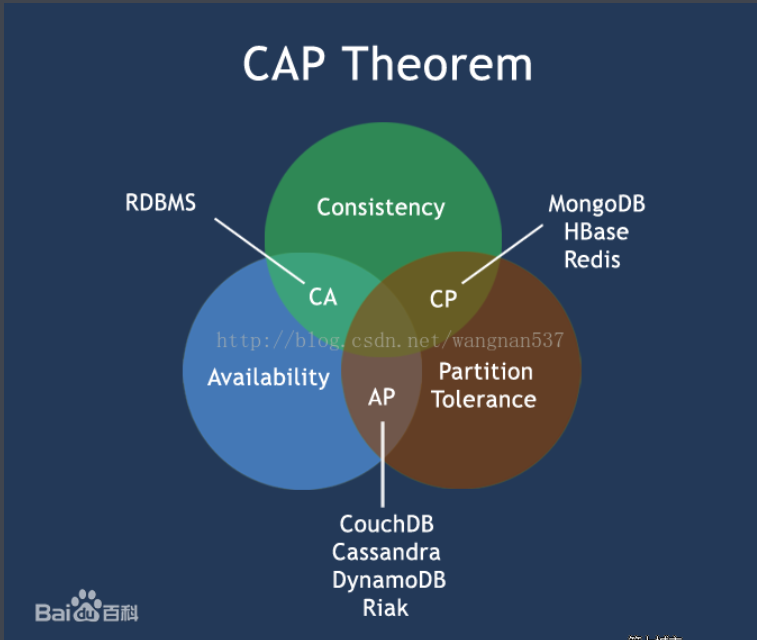 CAP Theorem
RDBMS
Consistency
MongoDB
HBase
Redis
CA
CP
http://blog.csdn.net/wangnan537
Availability
Partition
Tolerance
AP
CouchDB
Cassandra
DynamoDB
Riak
Baidu百科